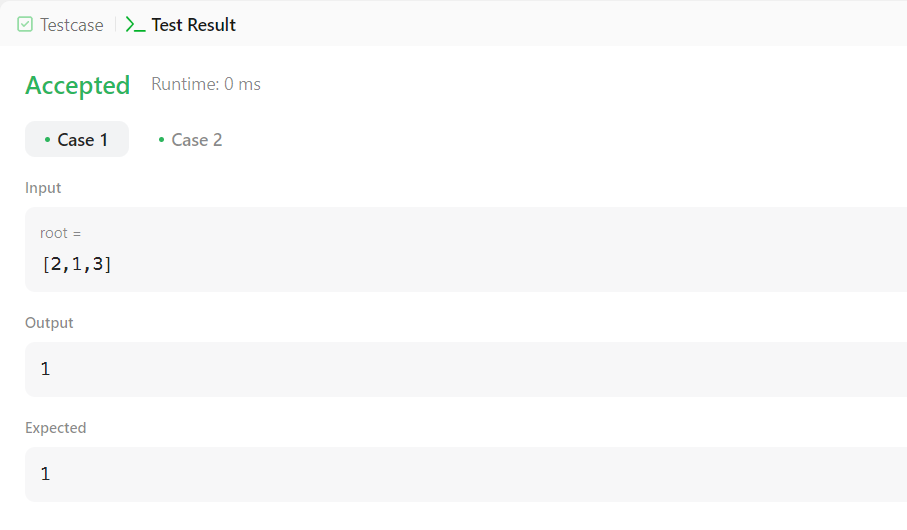 Testcase
Test Result
Accepted
Runtime: 0 ms
Case 1
Case 2
Input
root =
[2,1,3]
Output
1
Expected
1